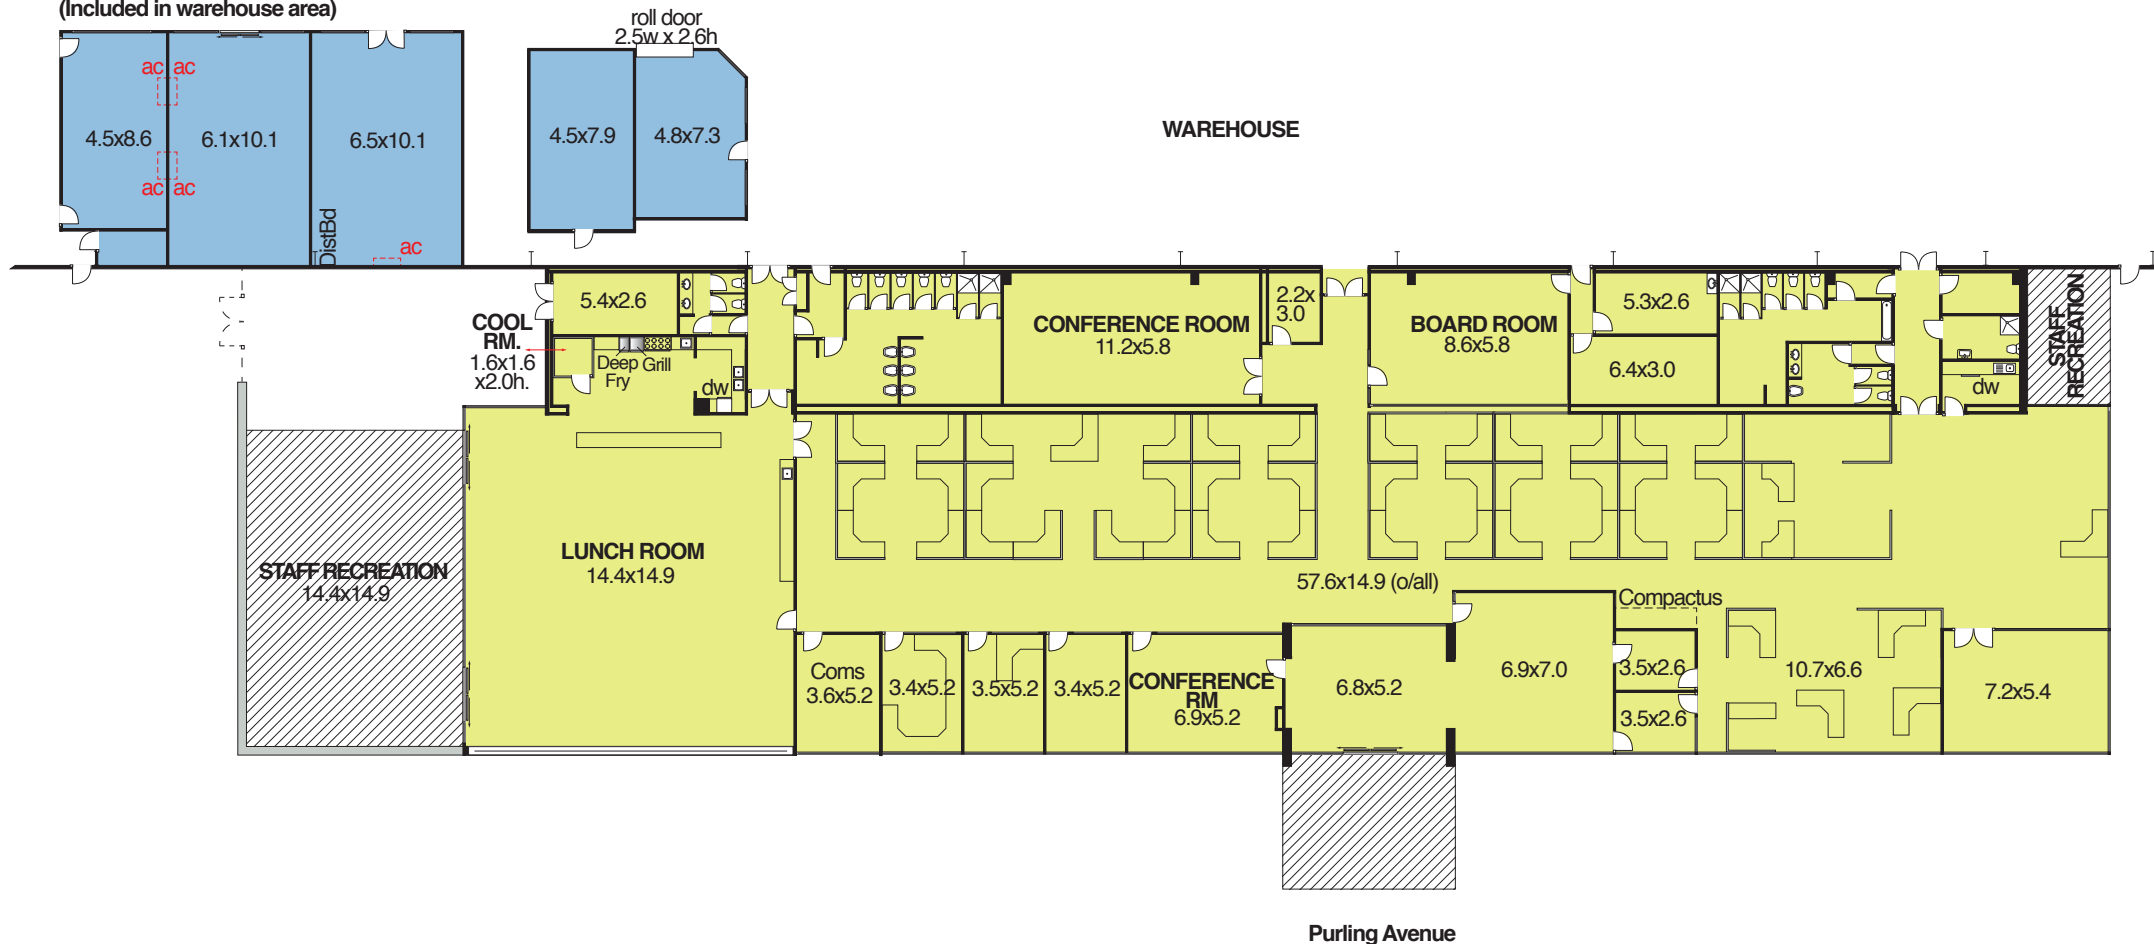 (Included in warehouse area)
roll door
2.5w x 2.6h
ac ac
4.5x8.6
6.1x10.1
6.5x10.1
4.5x7.9
4.8x7.3
WAREHOUSE
ac ac
DistBd
ac
5.4x2.6
COOL
RM.
1.6x1.6
x2.0h.
Deep
Fry
Grill
dw
CONFERENCE ROOM
11.2x5.8
2.2x
3.0
BOARD ROOM
8.6x5.8
5.3x2.6
6.4x3.0
dw
STAFF
RECREATION
STAFF RECREATION
14.4x14.9
LUNCH ROOM
14.4x14.9
57.6x14.9 (o/all)
Compactus
Coms
3.6x5.2
3.4x5.2
3.5x5.2
3.4x5.2
CONFERENCE
RM
6.9x5.2
6.8x5.2
6.9x7.0
3.5x2.6
3.5x2.6
10.7x6.6
7.2x5.4
Purling Avenue